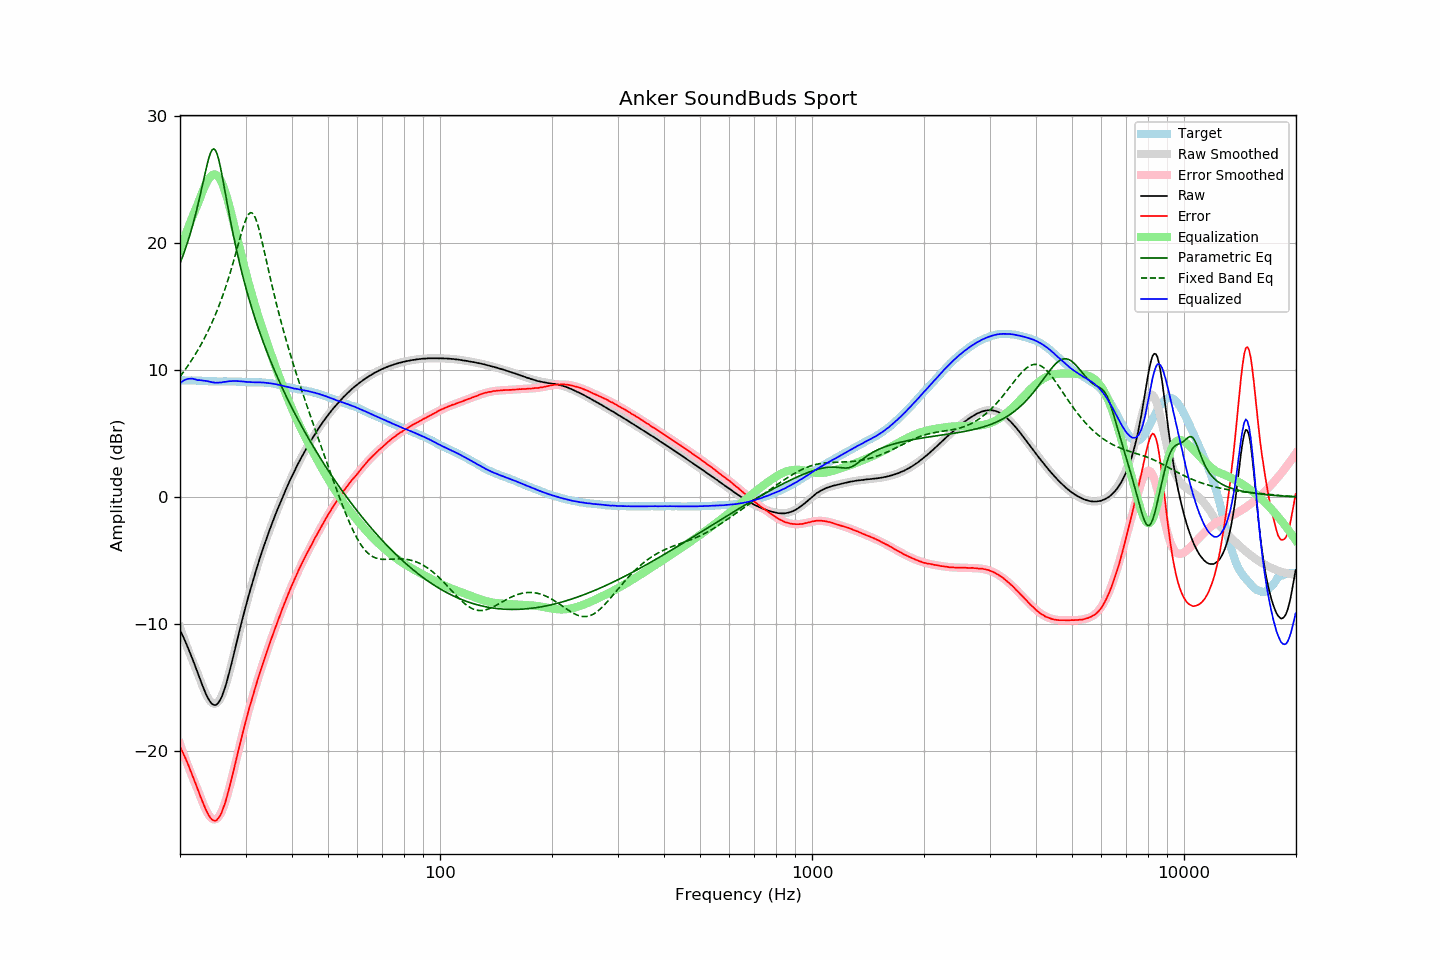 Anker SoundBuds Sport
30
20
10
0
−10
−20
Amplitude (dBr)
100
1000
10000
Frequency (Hz)
Target
Raw Smoothed
Error Smoothed
Raw
Error
Equalization
Parametric Eq
Fixed Band Eq
Equalized